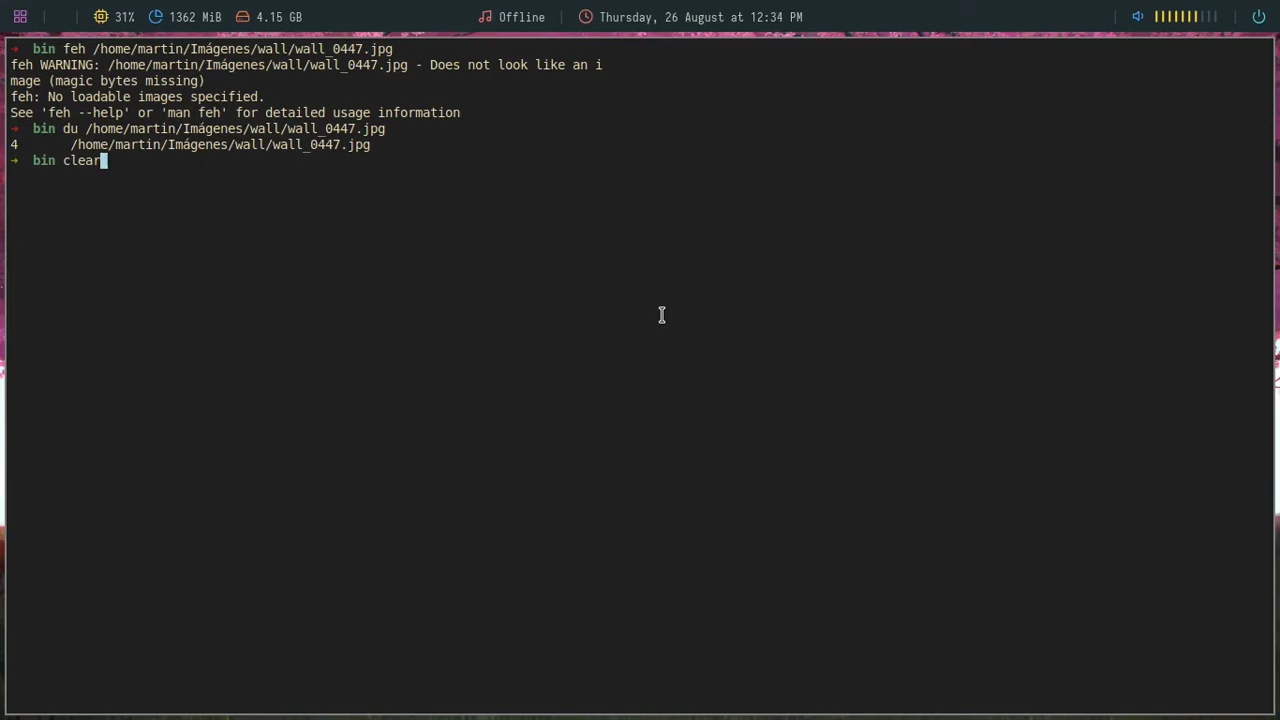 31% 1362 MiB 4.15 GB Offline Thursday, 26 August at 12:34 PM
➜ bin feh /home/martin/Imágenes/wall/wall_0447.jpg
feh WARNING: /home/martin/Imágenes/wall/wall_0447.jpg - Does not look like an i
mage (magic bytes missing)
feh: No loadable images specified.
See 'feh --help' or 'man feh' for detailed usage information
➜ bin du /home/martin/Imágenes/wall/wall_0447.jpg
4 /home/martin/Imágenes/wall/wall_0447.jpg
➜ bin clear